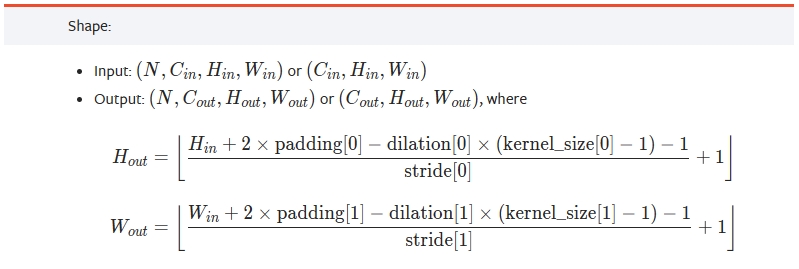 Shape:
• Input: (N, C_in, H_in, W_in) or (C_in, H_in, W_in)
• Output: (N, C_out, H_out, W_out) or (C_out, H_out, W_out), where
H_out = ⌊(H_in + 2 × padding[0] − dilation[0] × (kernel_size[0] − 1) − 1) / stride[0] + 1⌋
W_out = ⌊(W_in + 2 × padding[1] − dilation[1] × (kernel_size[1] − 1) − 1) / stride[1] + 1⌋